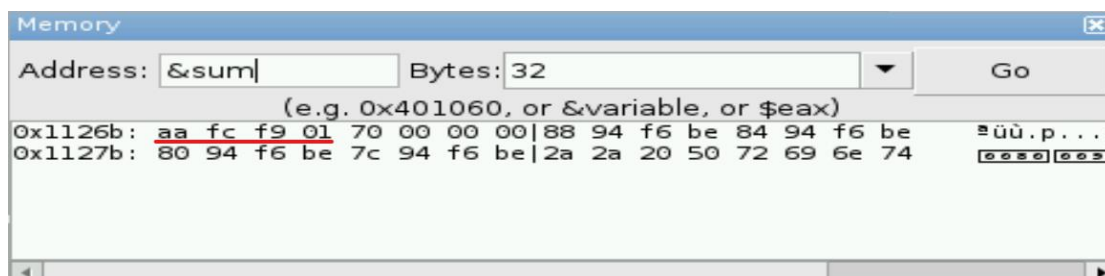 Memory
Address: &sum Bytes: 32 Go
(e.g. 0x401060, or &variable, or $eax)
0x1126b: aa fc f9 01 70 00 00 00|88 94 f6 be 84 94 f6 be ªüù.p...
0x1127b: 80 94 f6 be 7c 94 f6 be|2a 2a 20 50 72 69 6e 74